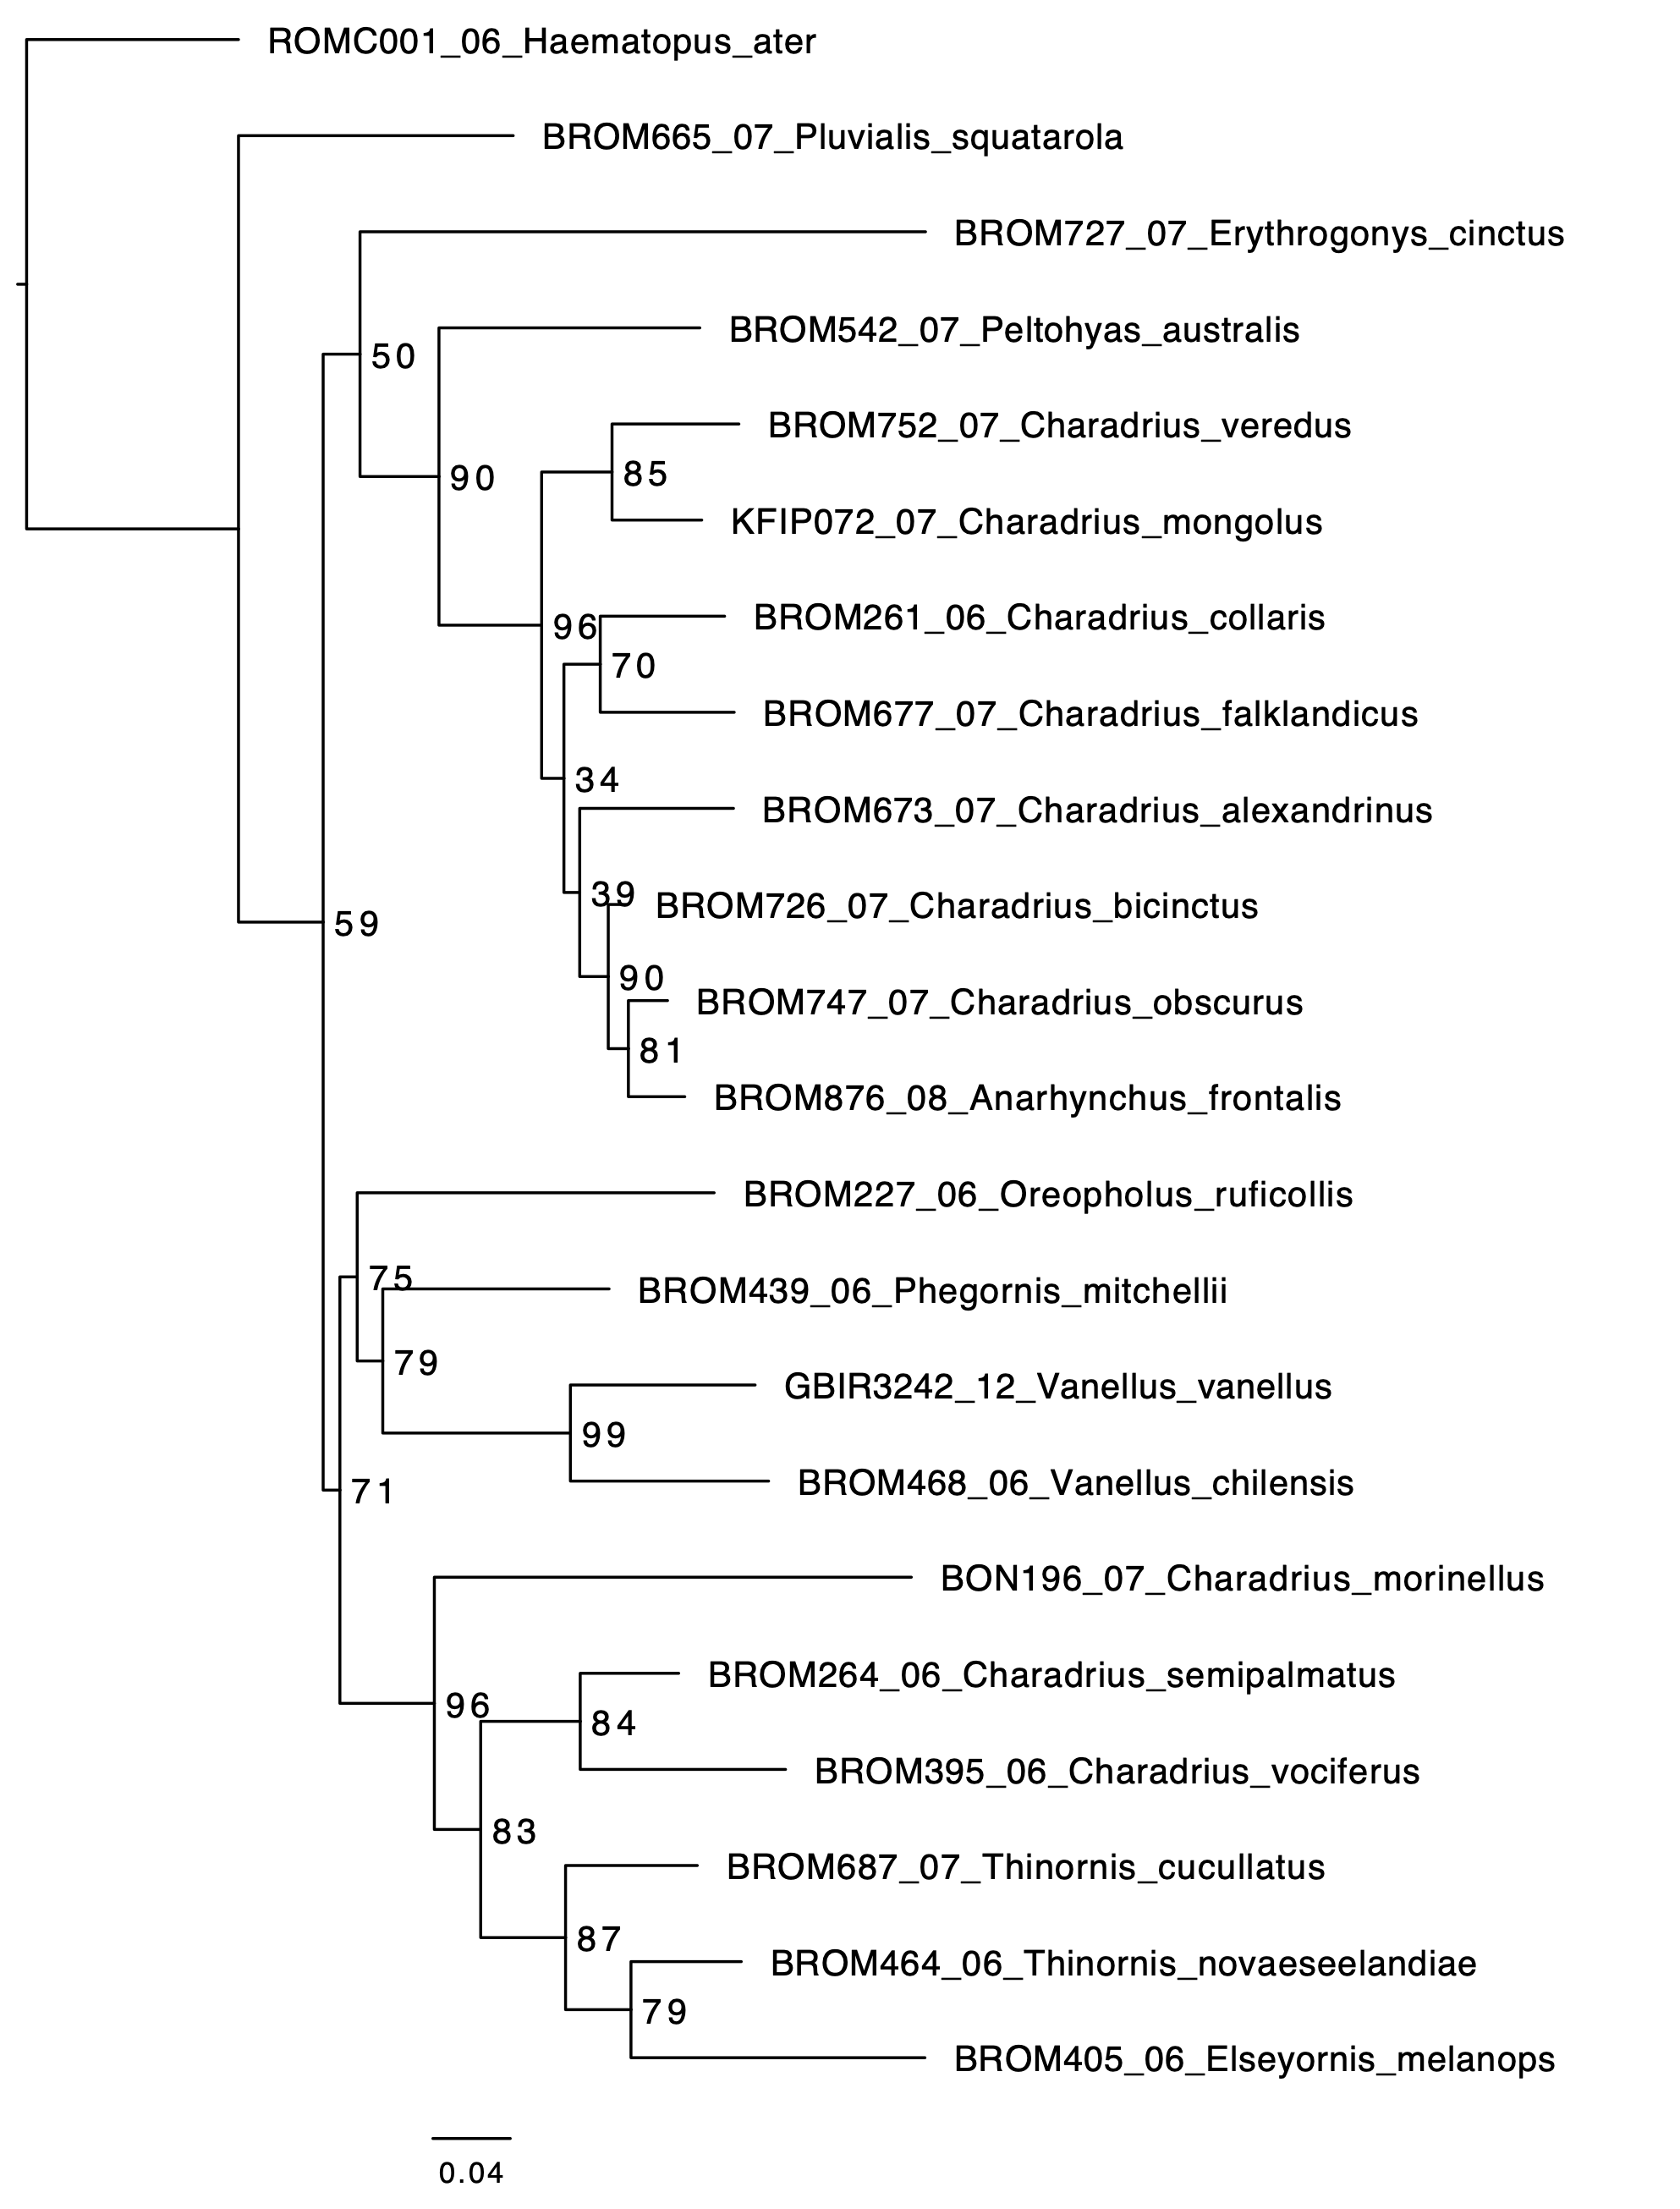 ROMC001_06_Haematopus_ater
BROM665_07_Pluvialis_squatarola
BROM727_07_Erythrogonys_cinctus
BROM542_07_Peltohyas_australis
50
BROM752_07_Charadrius_veredus
85
90
KFIP072_07_Charadrius_mongolus
BROM261_06_Charadrius_collaris
96
70
BROM677_07_Charadrius_falklandicus
34
BROM673_07_Charadrius_alexandrinus
39
BROM726_07_Charadrius_bicinctus
59
90
BROM747_07_Charadrius_obscurus
81
BROM876_08_Anarhynchus_frontalis
BROM227_06_Oreopholus_ruficollis
75
BROM439_06_Phegornis_mitchellii
79
GBIR3242_12_Vanellus_vanellus
99
BROM468_06_Vanellus_chilensis
71
BON196_07_Charadrius_morinellus
BROM264_06_Charadrius_semipalmatus
96
84
BROM395_06_Charadrius_vociferus
83
BROM687_07_Thinornis_cucullatus
87
BROM464_06_Thinornis_novaeseelandiae
79
BROM405_06_Elseyornis_melanops
0.04